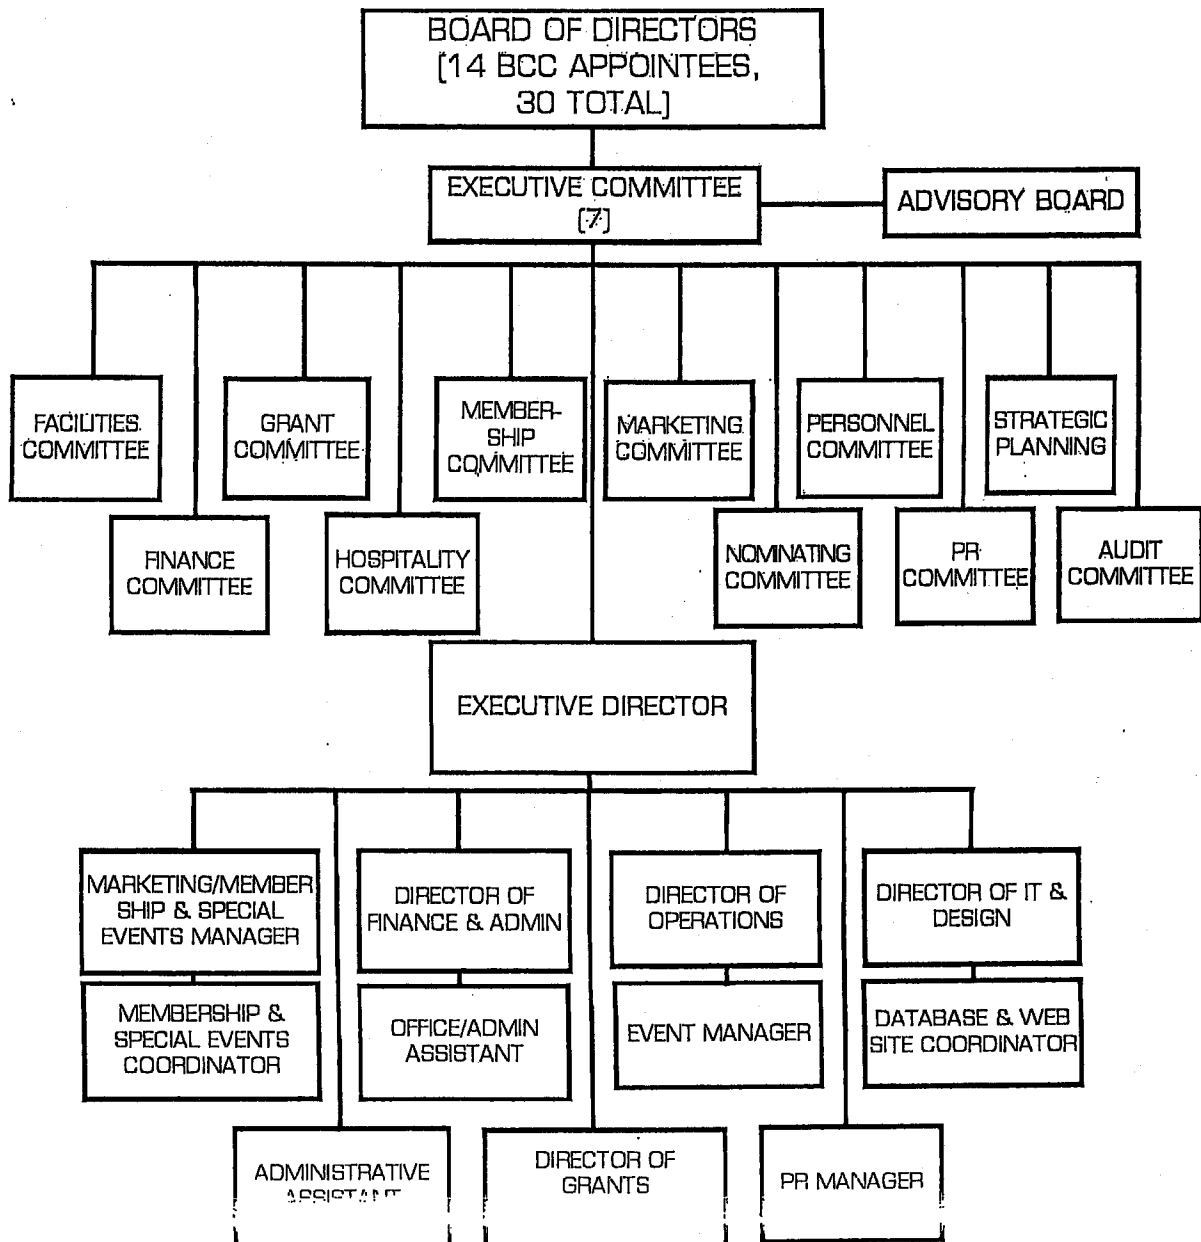 BOARD OF DIRECTORS
[14 BCC APPOINTEES,
30 TOTAL]
EXECUTIVE COMMITTEE
[7]
ADVISORY BOARD
FACILITIES
COMMITTEE
GRANT
COMMITTEE
MEMBER-
SHIP
COMMITTEE
MARKETING
COMMITTEE
PERSONNEL
COMMITTEE
STRATEGIC
PLANNING
FINANCE
COMMITTEE
HOSPITALITY
COMMITTEE
NOMINATING
COMMITTEE
PR
COMMITTEE
AUDIT
COMMITTEE
EXECUTIVE DIRECTOR
MARKETING/MEMBER
SHIP & SPECIAL
EVENTS MANAGER
DIRECTOR OF
FINANCE & ADMIN
DIRECTOR OF
OPERATIONS
DIRECTOR OF IT &
DESIGN
MEMBERSHIP &
SPECIAL EVENTS
COORDINATOR
OFFICE/ADMIN
ASSISTANT
EVENT MANAGER
DATABASE & WEB
SITE COORDINATOR
ADMINISTRATIVE
ASSISTANT
DIRECTOR OF
GRANTS
PR MANAGER